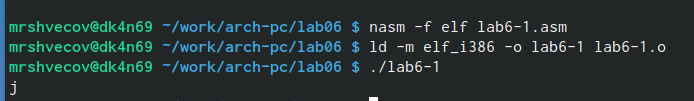 mrshvecov@dk4n69 ~/work/arch-pc/lab06 $ nasm -f elf lab6-1.asm
mrshvecov@dk4n69 ~/work/arch-pc/lab06 $ ld -m elf_i386 -o lab6-1 lab6-1.o
mrshvecov@dk4n69 ~/work/arch-pc/lab06 $ ./lab6-1
j